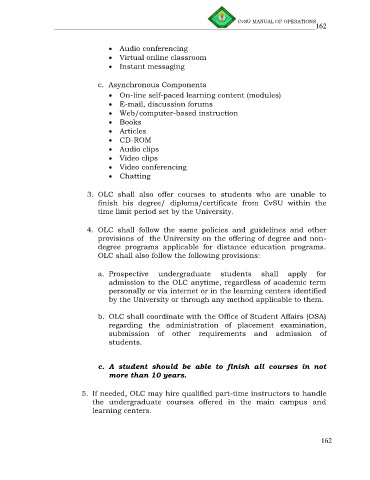 CvSU MANUAL OF OPERATIONS
162
• Audio conferencing
• Virtual online classroom
• Instant messaging
c. Asynchronous Components
• On-line self-paced learning content (modules)
• E-mail, discussion forums
• Web/computer-based instruction
• Books
• Articles
• CD-ROM
• Audio clips
• Video clips
• Video conferencing
• Chatting
3. OLC shall also offer courses to students who are unable to
finish his degree/ diploma/certificate from CvSU within the
time limit period set by the University.
4. OLC shall follow the same policies and guidelines and other
provisions of the University on the offering of degree and non-
degree programs applicable for distance education programs.
OLC shall also follow the following provisions:
a. Prospective undergraduate students shall apply for
admission to the OLC anytime, regardless of academic term
personally or via internet or in the learning centers identified
by the University or through any method applicable to them.
b. OLC shall coordinate with the Office of Student Affairs (OSA)
regarding the administration of placement examination,
submission of other requirements and admission of
students.
c. A student should be able to finish all courses in not
more than 10 years.
5. If needed, OLC may hire qualified part-time instructors to handle
the undergraduate courses offered in the main campus and
learning centers.
162